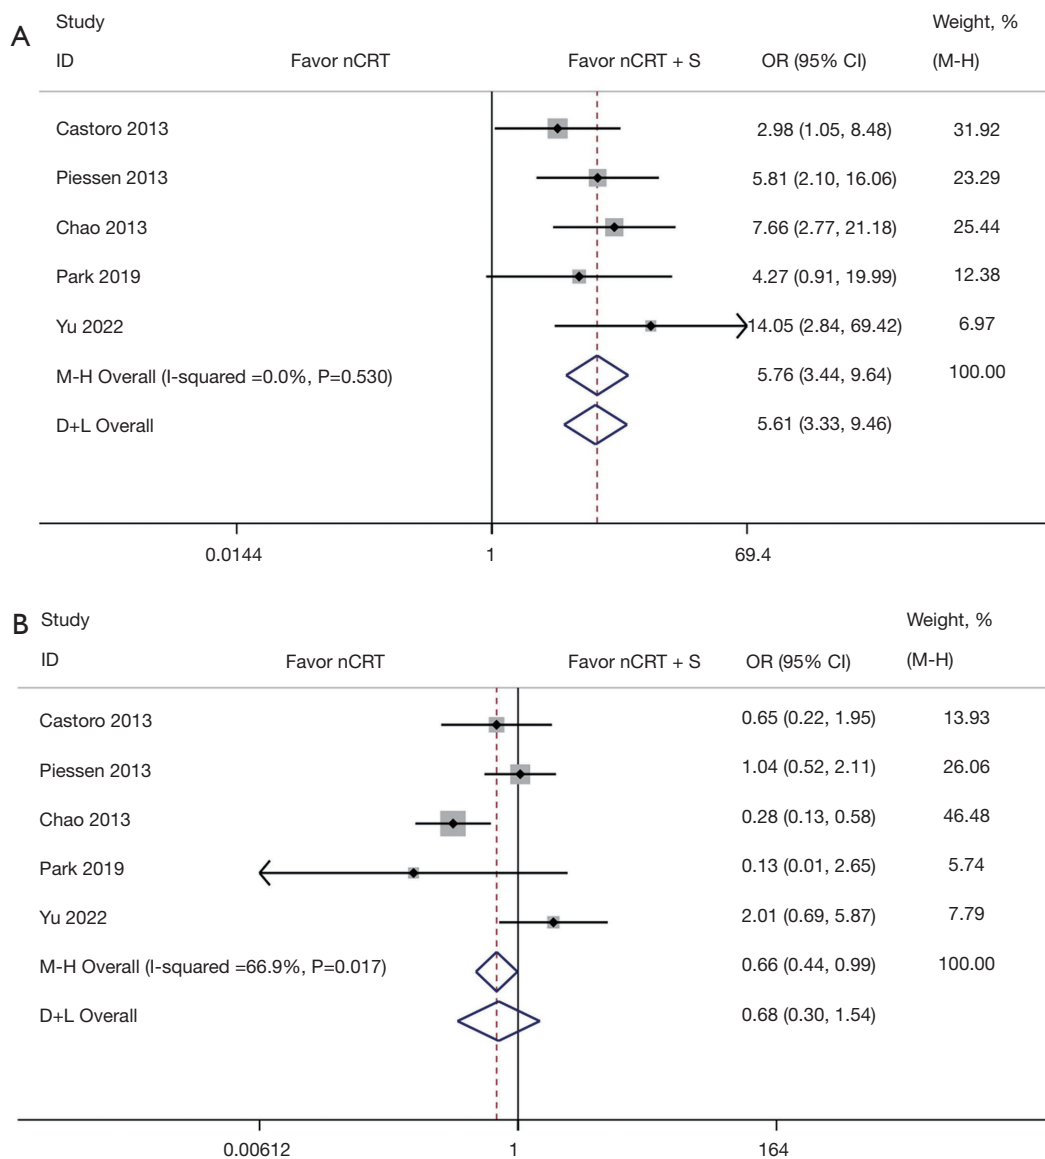 A
Study Weight, %
ID Favor nCRT Favor nCRT + S OR (95% CI) (M-H)
Castoro 2013 2.98 (1.05, 8.48) 31.92
Piessen 2013 5.81 (2.10, 16.06) 23.29
Chao 2013 7.66 (2.77, 21.18) 25.44
Park 2019 4.27 (0.91, 19.99) 12.38
Yu 2022 14.05 (2.84, 69.42) 6.97
M-H Overall (I-squared =0.0%, P=0.530) 5.76 (3.44, 9.64) 100.00
D+L Overall 5.61 (3.33, 9.46)
0.0144 1 69.4
B
Study Weight, %
ID Favor nCRT Favor nCRT + S OR (95% CI) (M-H)
Castoro 2013 0.65 (0.22, 1.95) 13.93
Piessen 2013 1.04 (0.52, 2.11) 26.06
Chao 2013 0.28 (0.13, 0.58) 46.48
Park 2019 0.13 (0.01, 2.65) 5.74
Yu 2022 2.01 (0.69, 5.87) 7.79
M-H Overall (I-squared =66.9%, P=0.017) 0.66 (0.44, 0.99) 100.00
D+L Overall 0.68 (0.30, 1.54)
0.00612 1 164